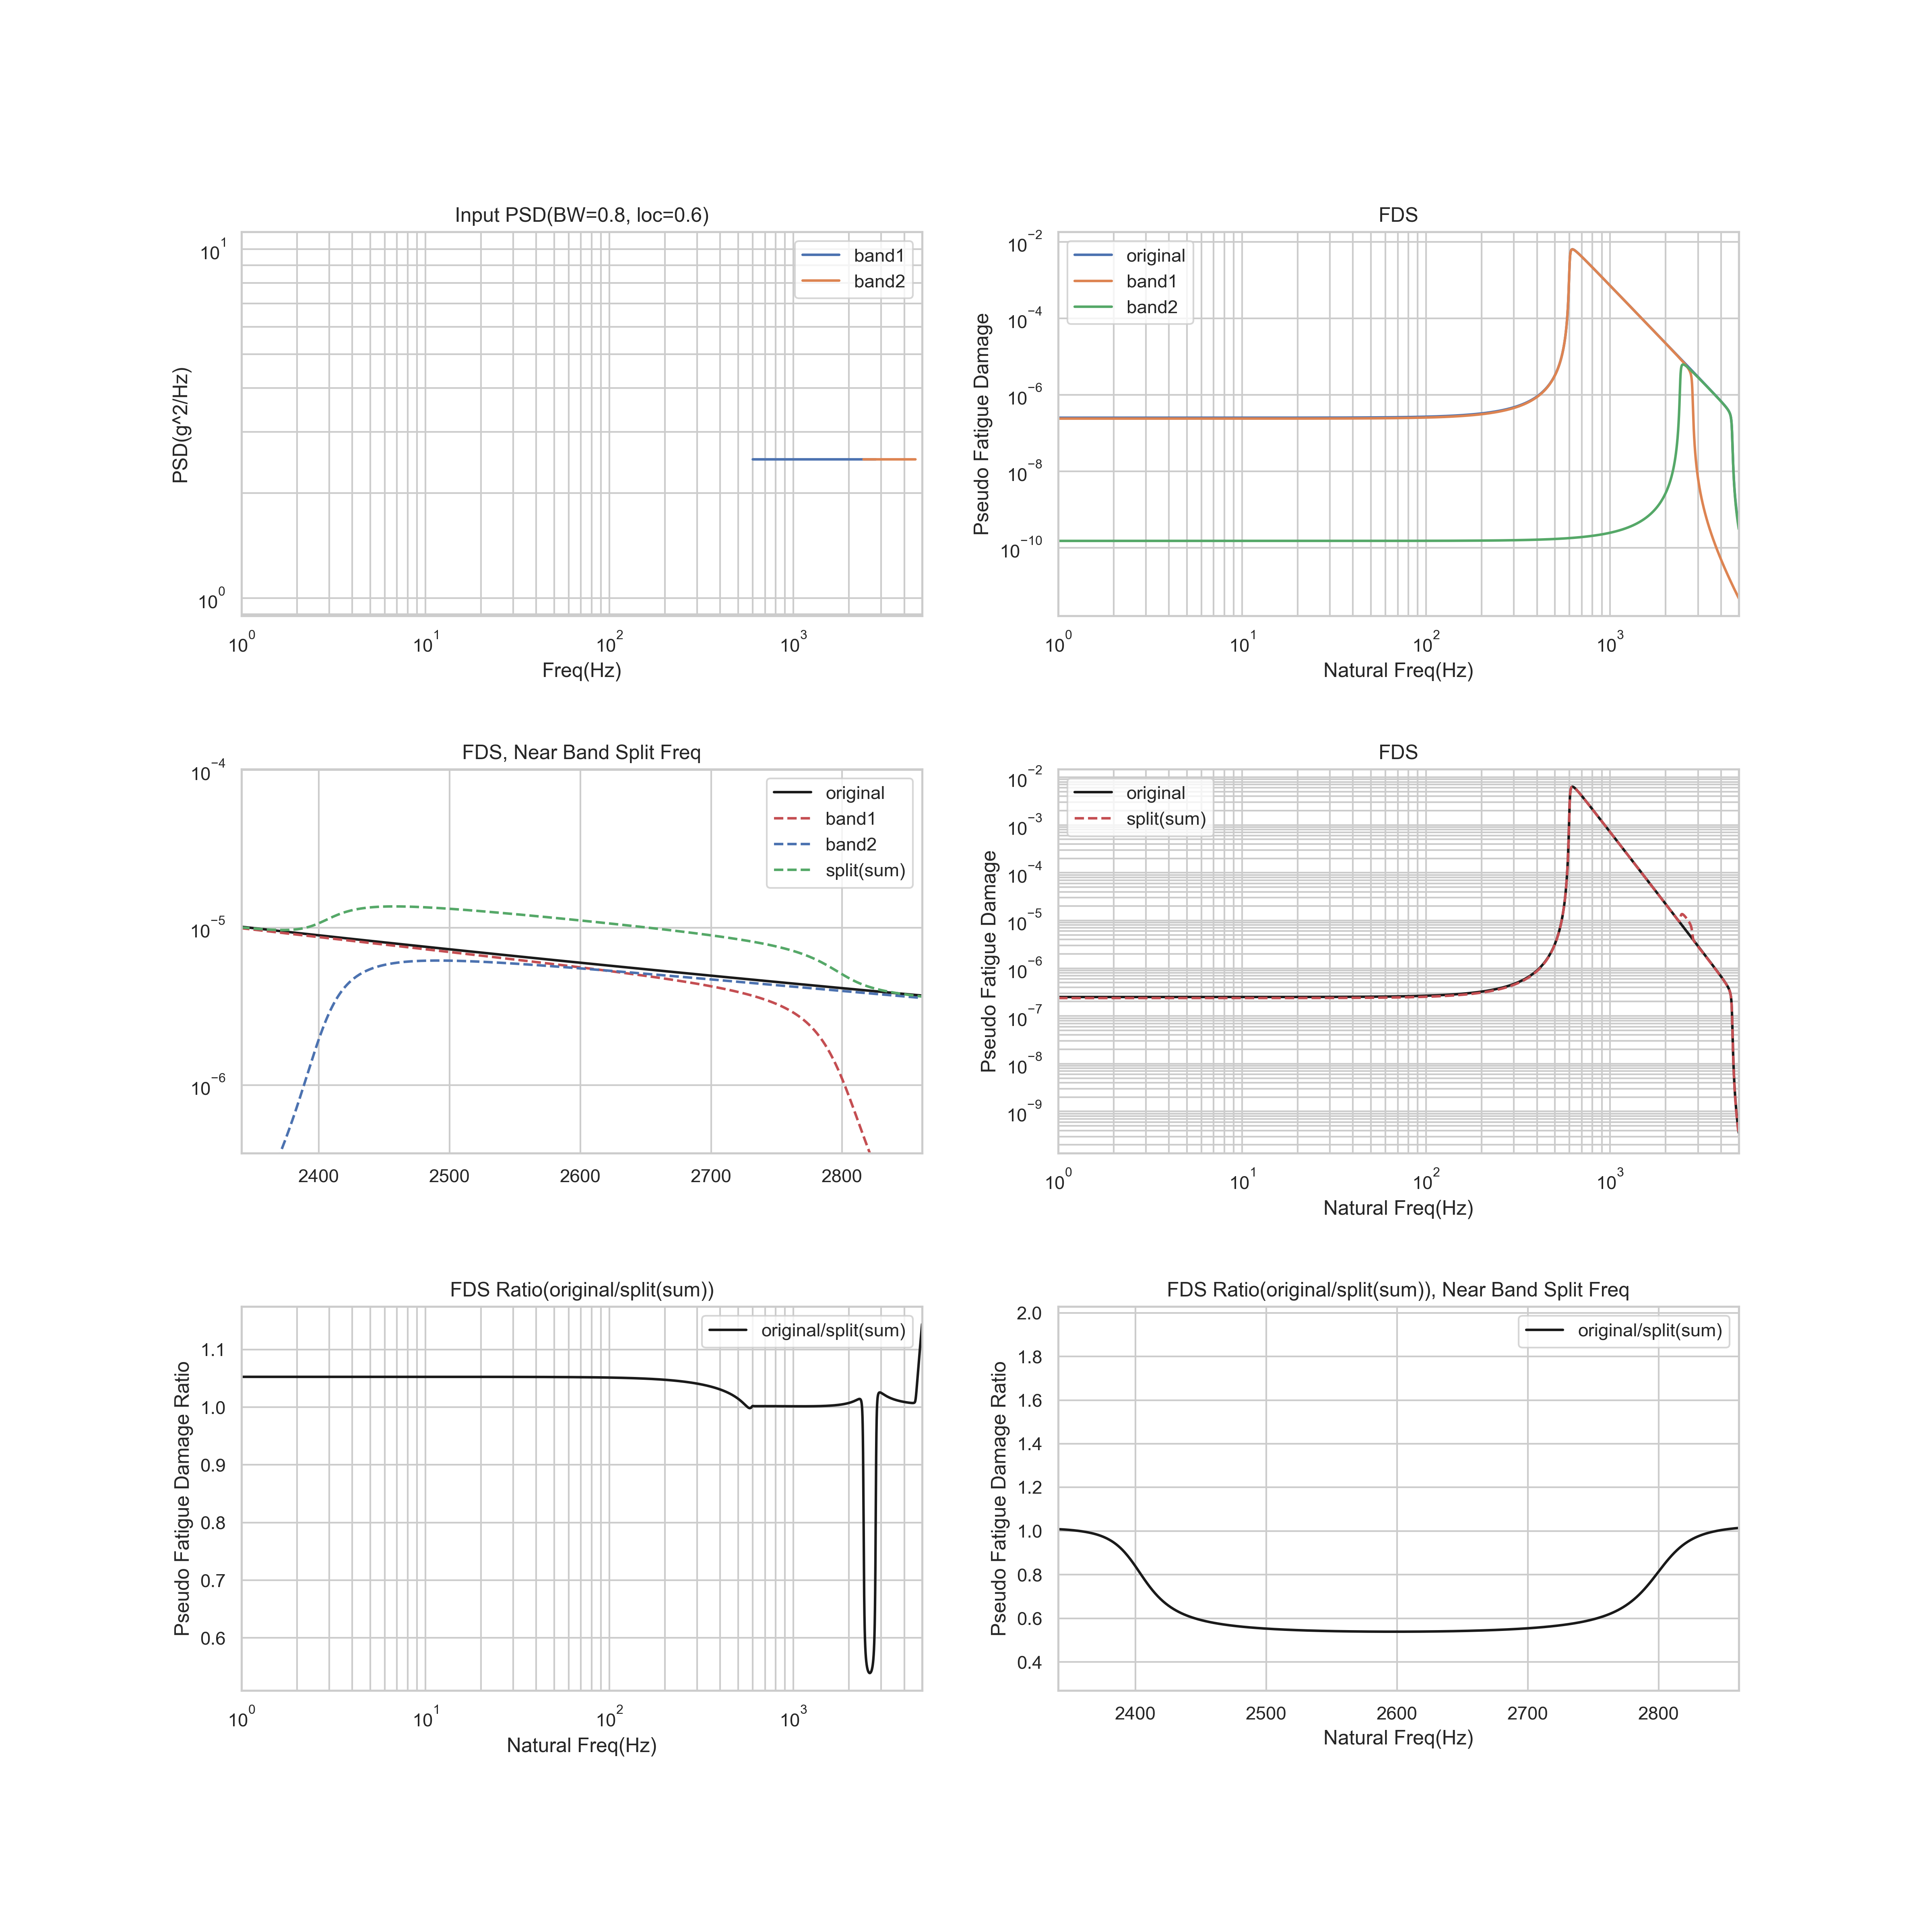 Input PSD(BW=0.8, loc=0.6)
PSD(g^2/Hz)
10^1
10^0
band1
band2
10^0 10^1 10^2 10^3
Freq(Hz)
FDS
Pseudo Fatigue Damage
10^−2
10^−4
10^−6
10^−8
10^−10
original
band1
band2
10^0 10^1 10^2 10^3
Natural Freq(Hz)
FDS, Near Band Split Freq
10^−4
10^−5
10^−6
original
band1
band2
split(sum)
2400 2500 2600 2700 2800
FDS
Pseudo Fatigue Damage
10^−2
10^−3
10^−4
10^−5
10^−6
10^−7
10^−8
10^−9
original
split(sum)
10^0 10^1 10^2 10^3
Natural Freq(Hz)
FDS Ratio(original/split(sum))
Pseudo Fatigue Damage Ratio
1.1
1.0
0.9
0.8
0.7
0.6
original/split(sum)
10^0 10^1 10^2 10^3
Natural Freq(Hz)
FDS Ratio(original/split(sum)), Near Band Split Freq
Pseudo Fatigue Damage Ratio
2.0
1.8
1.6
1.4
1.2
1.0
0.8
0.6
0.4
original/split(sum)
2400 2500 2600 2700 2800
Natural Freq(Hz)